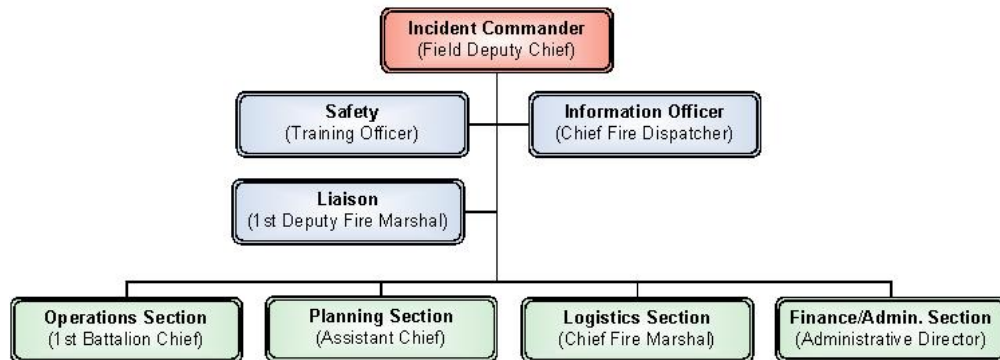 Incident Commander
(Field Deputy Chief)
Safety
(Training Officer)
Information Officer
(Chief Fire Dispatcher)
Liaison
(1st Deputy Fire Marshal)
Operations Section
(1st Battalion Chief)
Planning Section
(Assistant Chief)
Logistics Section
(Chief Fire Marshal)
Finance/Admin. Section
(Administrative Director)